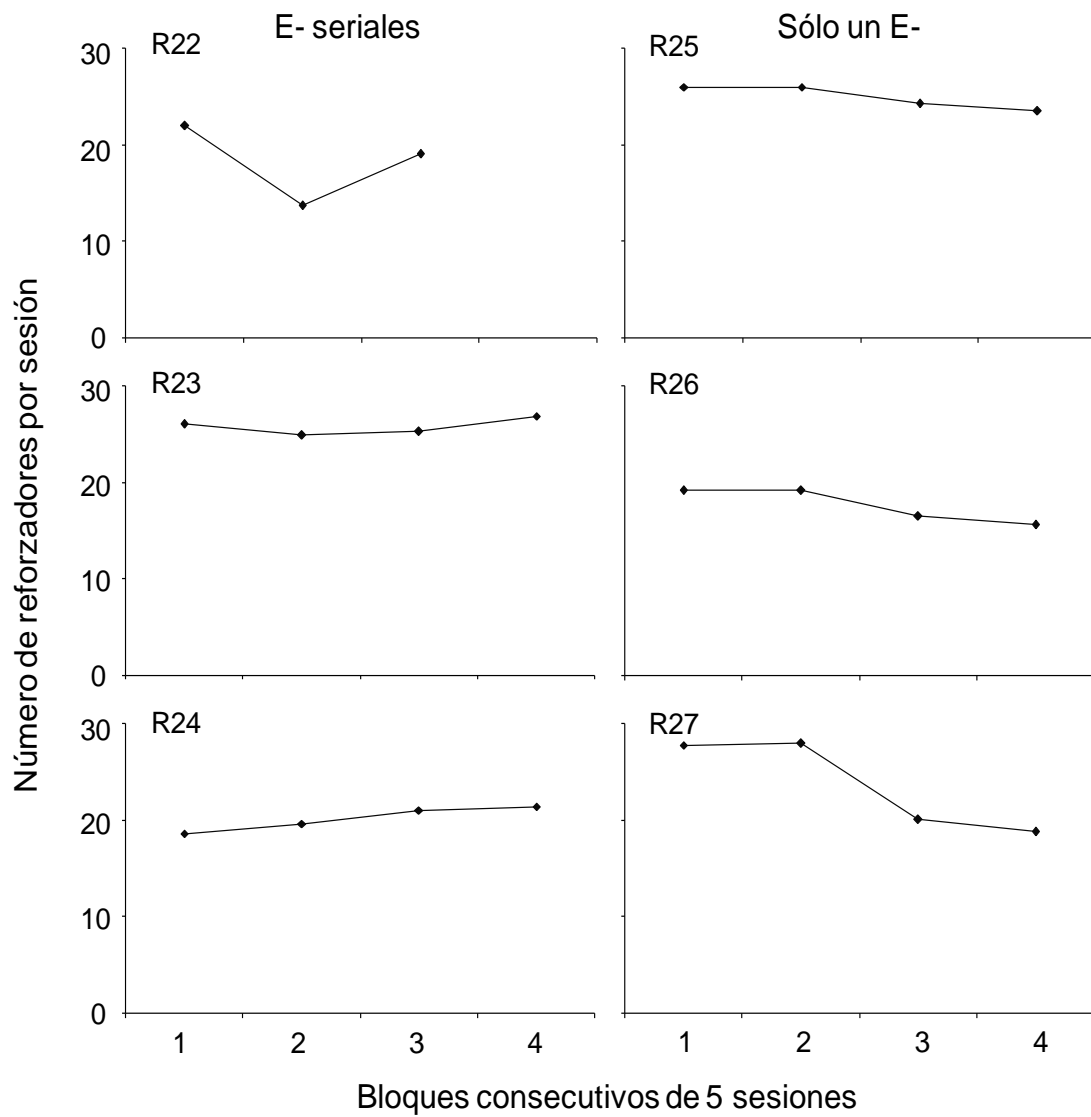 E- seriales
Sólo un E-
Número de reforzadores por sesión
R22
30
20
10
0
R25
R23
30
20
10
0
R26
R24
30
20
10
0
R27
1 2 3 4
1 2 3 4
Bloques consecutivos de 5 sesiones